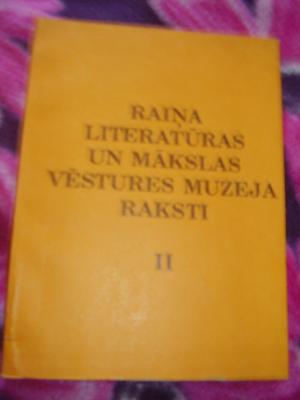 RAIŅA
LITERATŪRAS
UN MĀKSLAS
VĒSTURES MUZEJA
RAKSTI
II